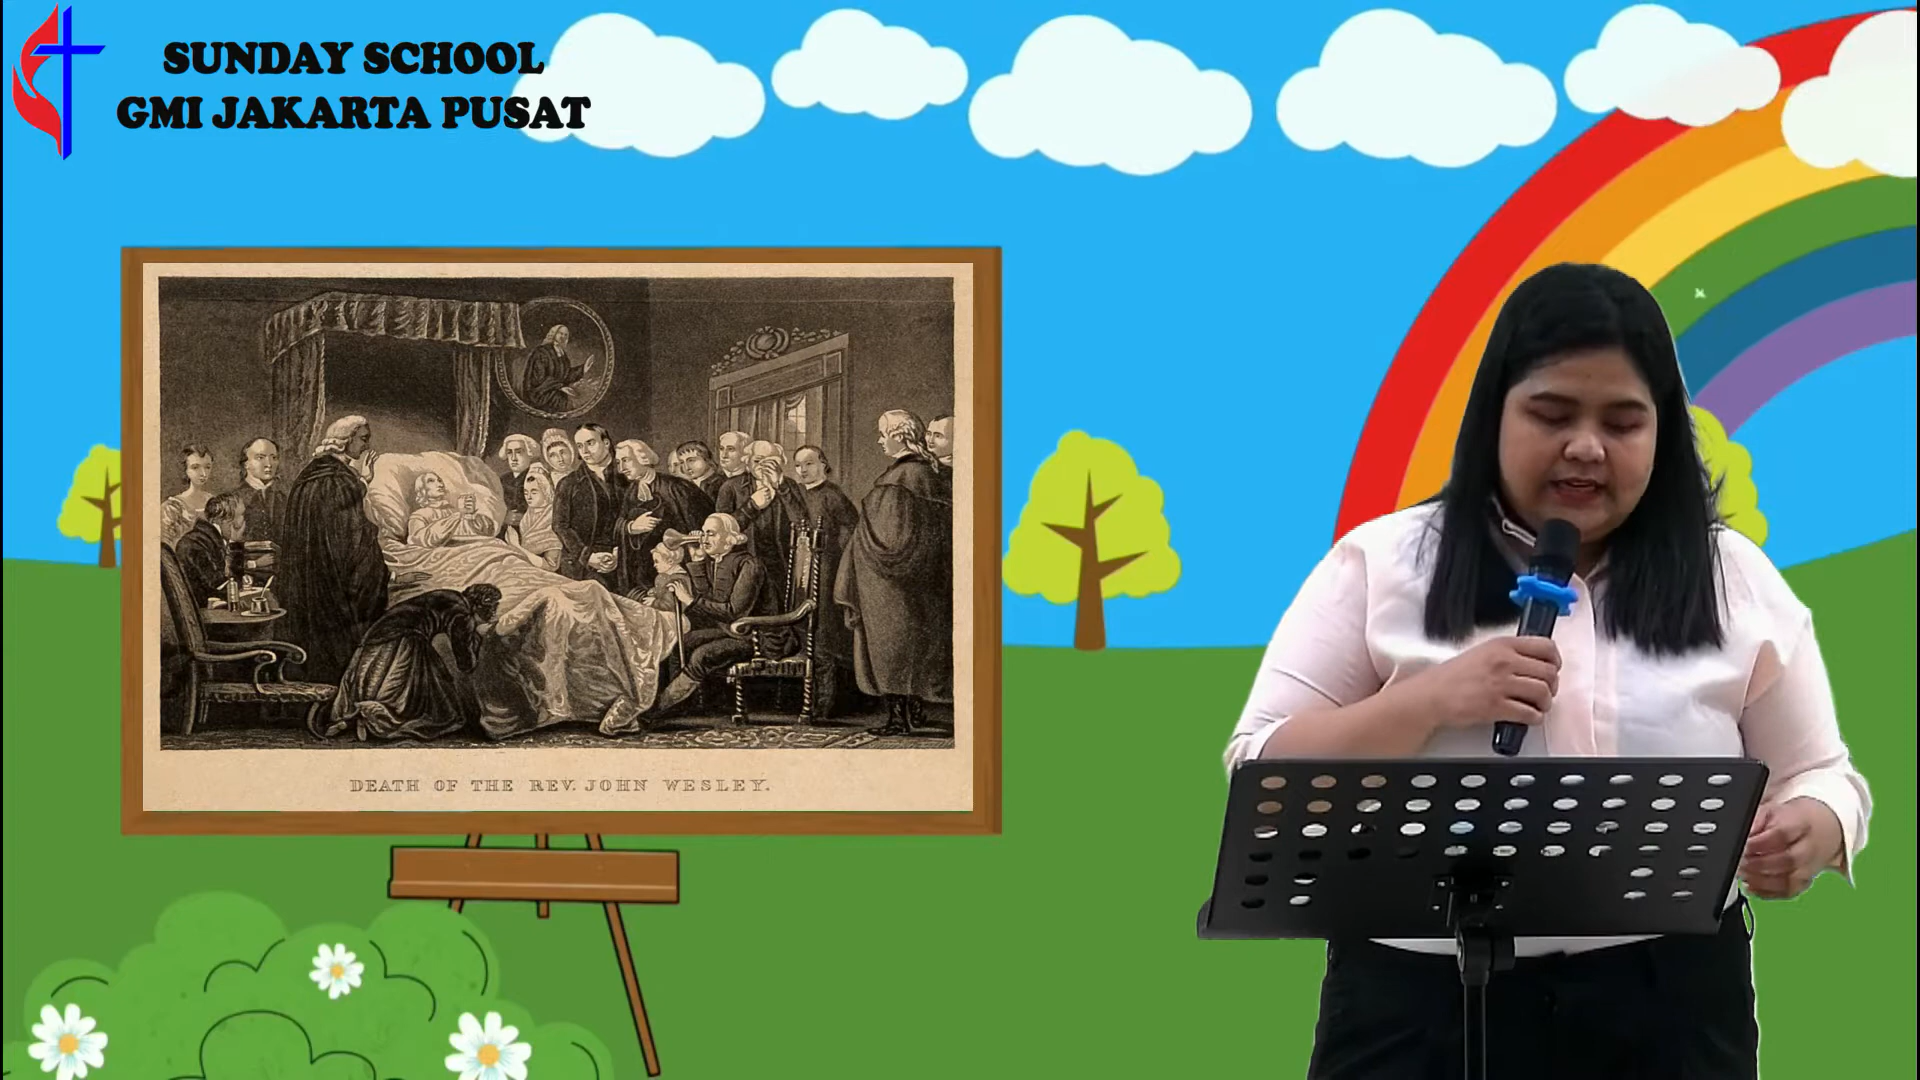 SUNDAY SCHOOL
GMI JAKARTA PUSAT
DEATH OF THE REV. JOHN WESLEY.